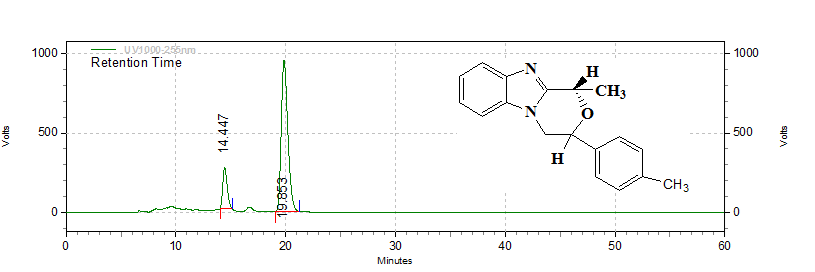 UV1000-255nm
Retention Time
1000
500
0
Volts
1000
500
0
Volts
14.447
19.853
N
N
H
CH3
O
H
CH3
0 10 20 30 40 50 60
Minutes